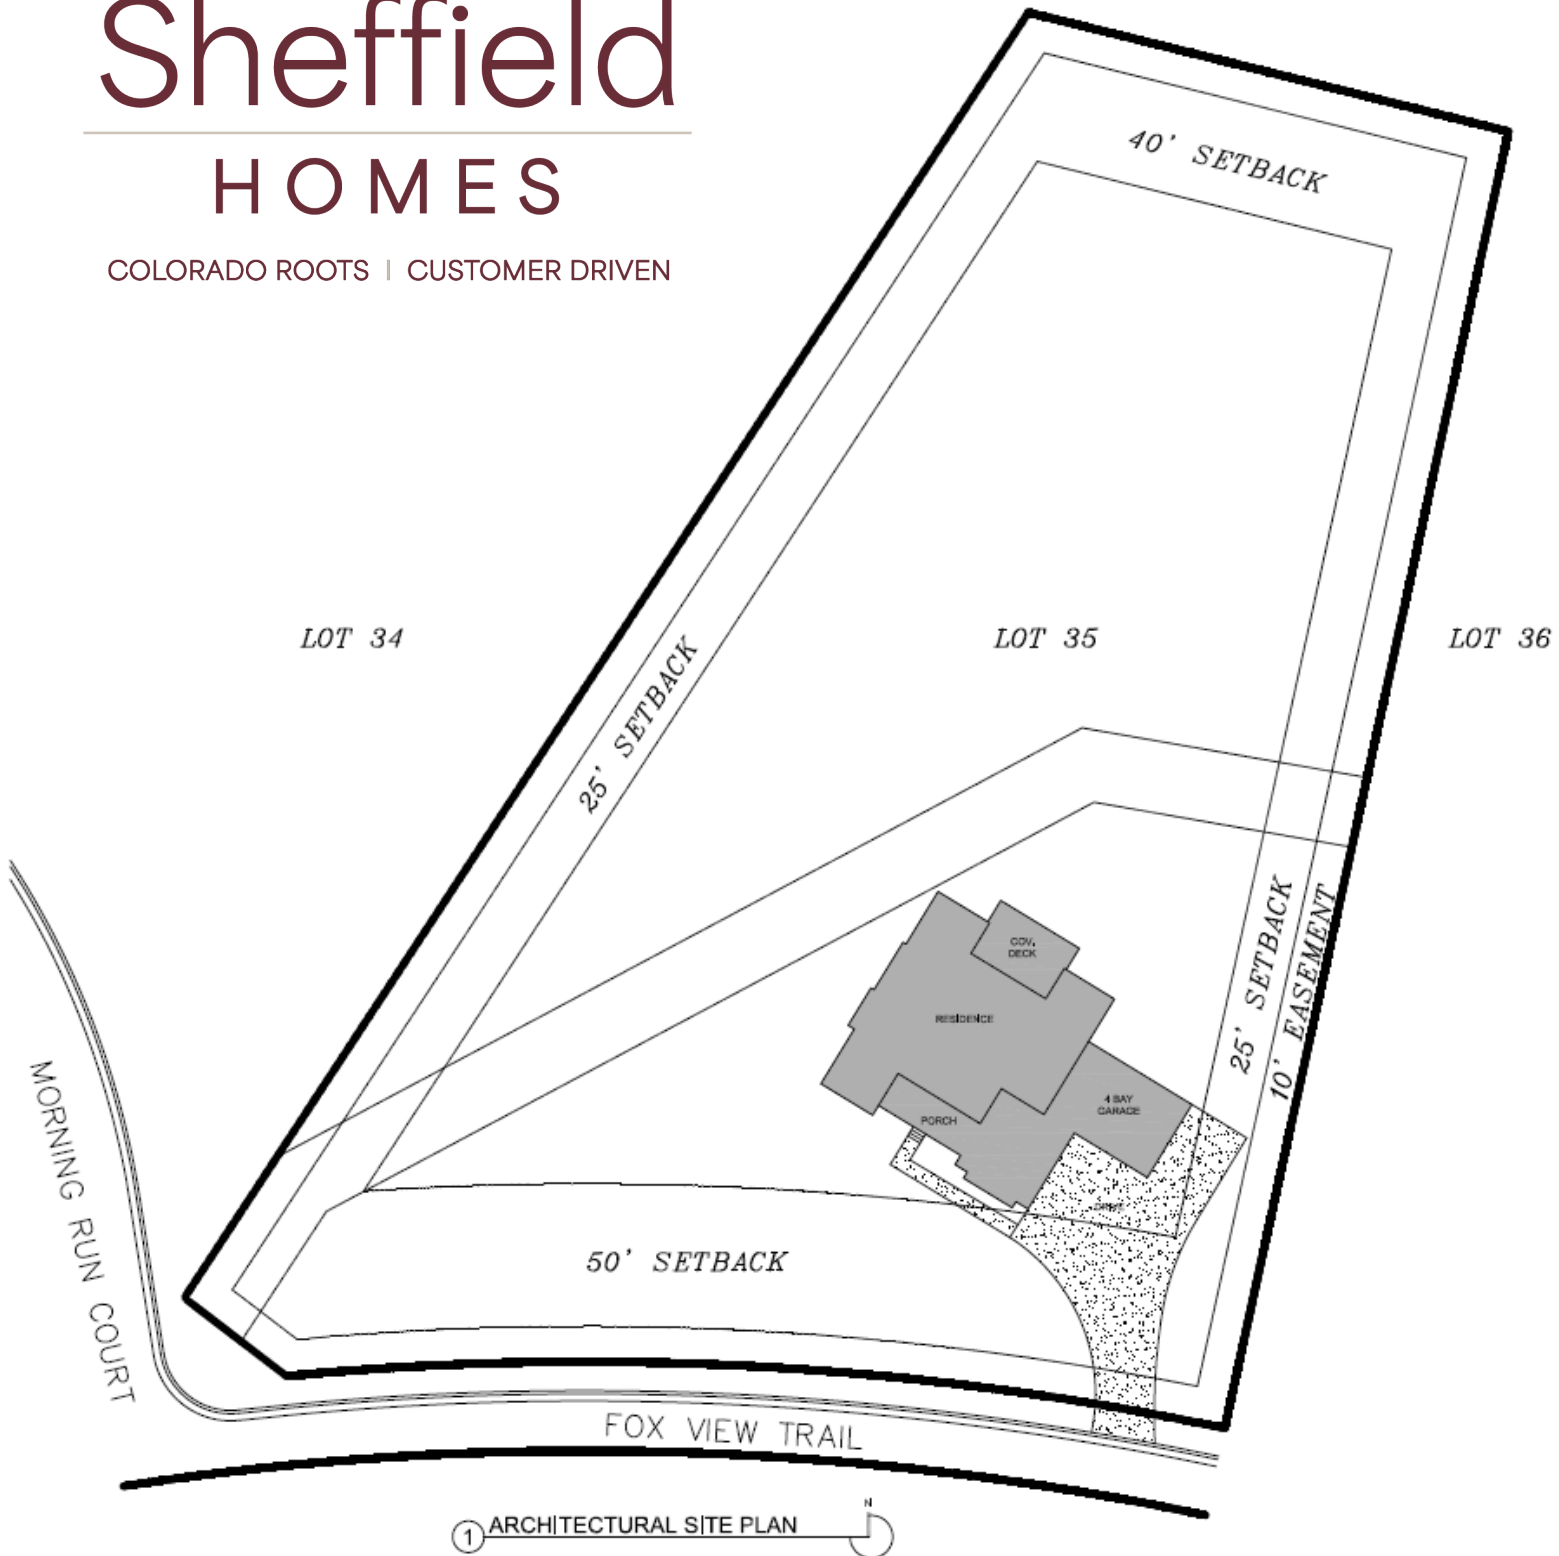 Sheffield
HOMES
COLORADO ROOTS | CUSTOMER DRIVEN
40' SETBACK
LOT 34
LOT 35
LOT 36
25' SETBACK
25' SETBACK
10' EASEMENT
COV.
DECK
RESIDENCE
4 BAY
GARAGE
PORCH
DRIVE
50' SETBACK
MORNING RUN COURT
FOX VIEW TRAIL
N
1 ARCHITECTURAL SITE PLAN